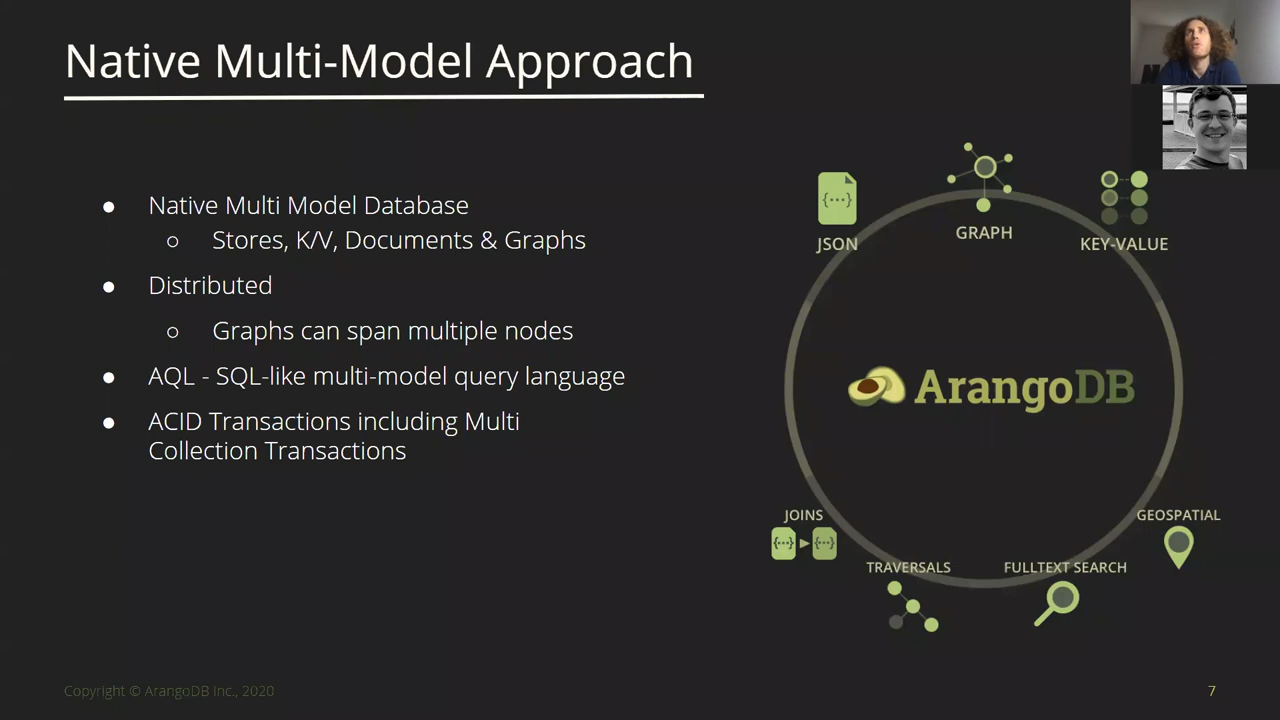 Native Multi-Model Approach
● Native Multi Model Database
○ Stores, K/V, Documents & Graphs
● Distributed
○ Graphs can span multiple nodes
● AQL - SQL-like multi-model query language
● ACID Transactions including Multi
Collection Transactions
JSON
GRAPH
KEY-VALUE
ArangoDB
JOINS
TRAVERSALS
FULLTEXT SEARCH
GEOSPATIAL
Copyright © ArangoDB Inc., 2020
7